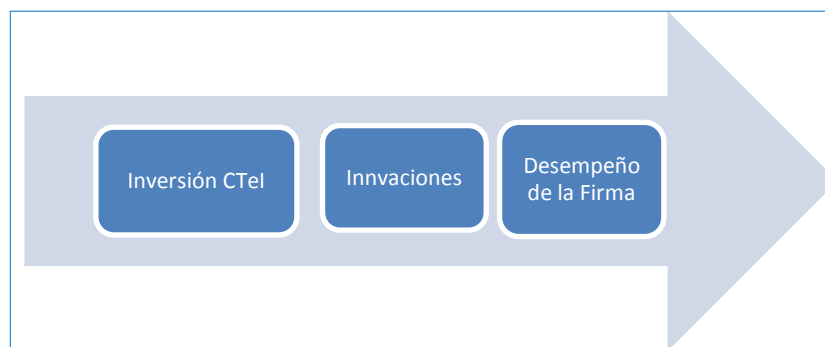 Inversión CTeI
Innvaciones
Desempeño
de la Firma